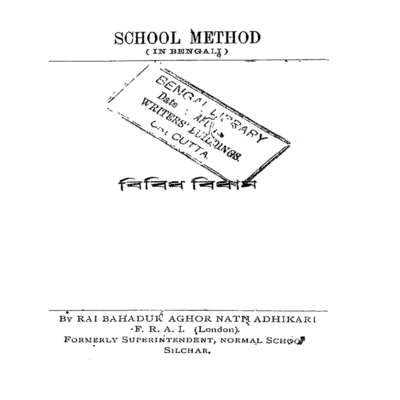 SCHOOL METHOD
(IN BENGALI)
BENGAL LIBRARY
Date
WRITERS' BUILDINGS.
CALCUTTA
বিবিধ বিধান
BY RAI BAHADUR AGHOR NATH ADHIKARI
F. R. A. I. (London).
FORMERLY SUPERINTENDENT, NORMAL SCHOOL
SILCHAR.